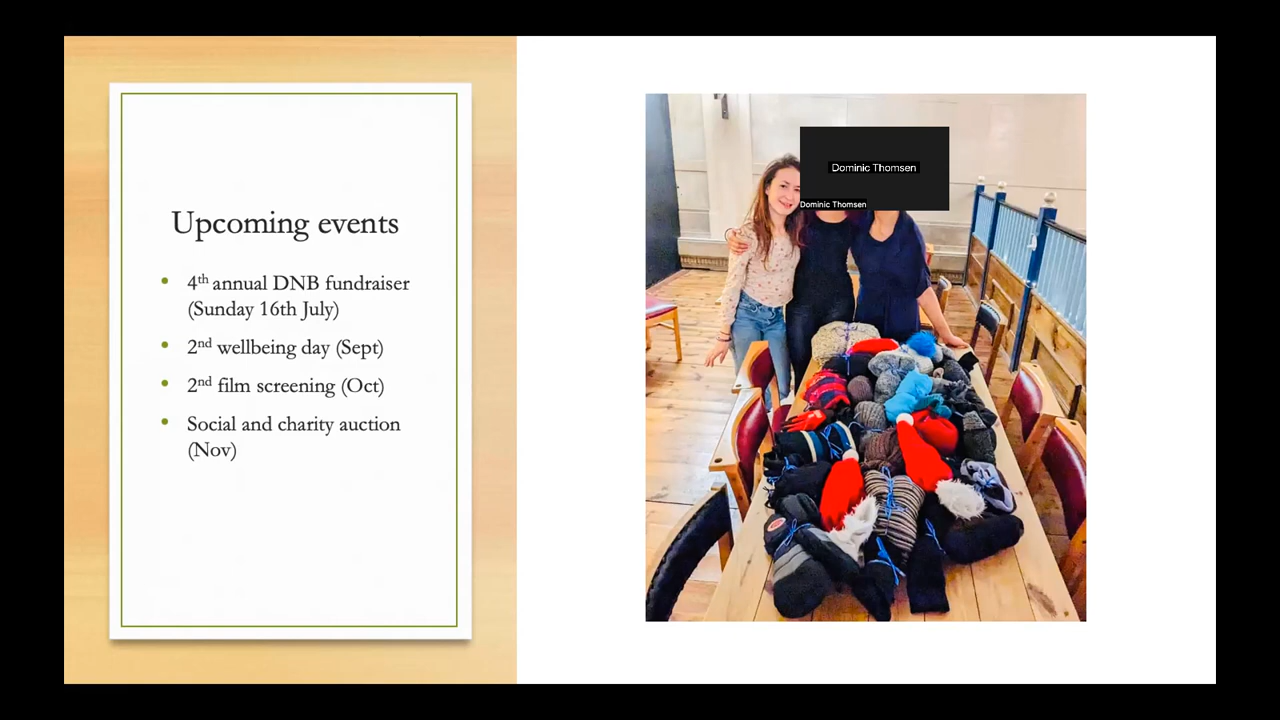 Upcoming events
• 4th annual DNB fundraiser
(Sunday 16th July)
• 2nd wellbeing day (Sept)
• 2nd film screening (Oct)
• Social and charity auction
(Nov)
Dominic Thomsen
Dominic Thomsen